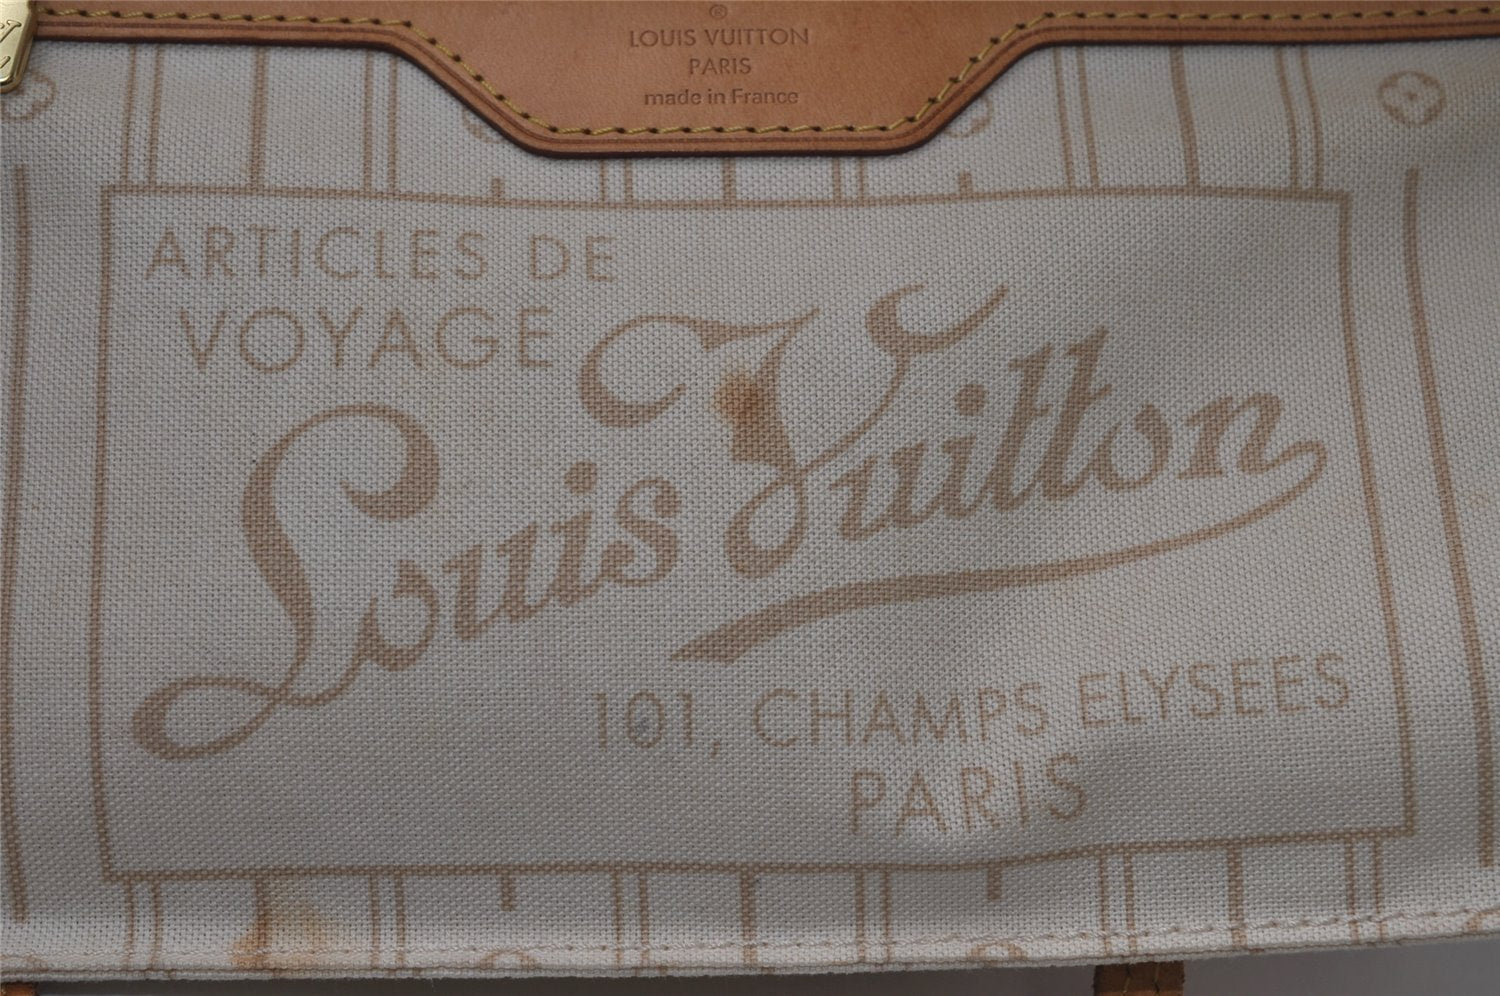 ®
LOUIS VUITTON
PARIS
made in France
ARTICLES DE
VOYAGE
Louis Vuitton
101, CHAMPS ELYSEES
PARIS